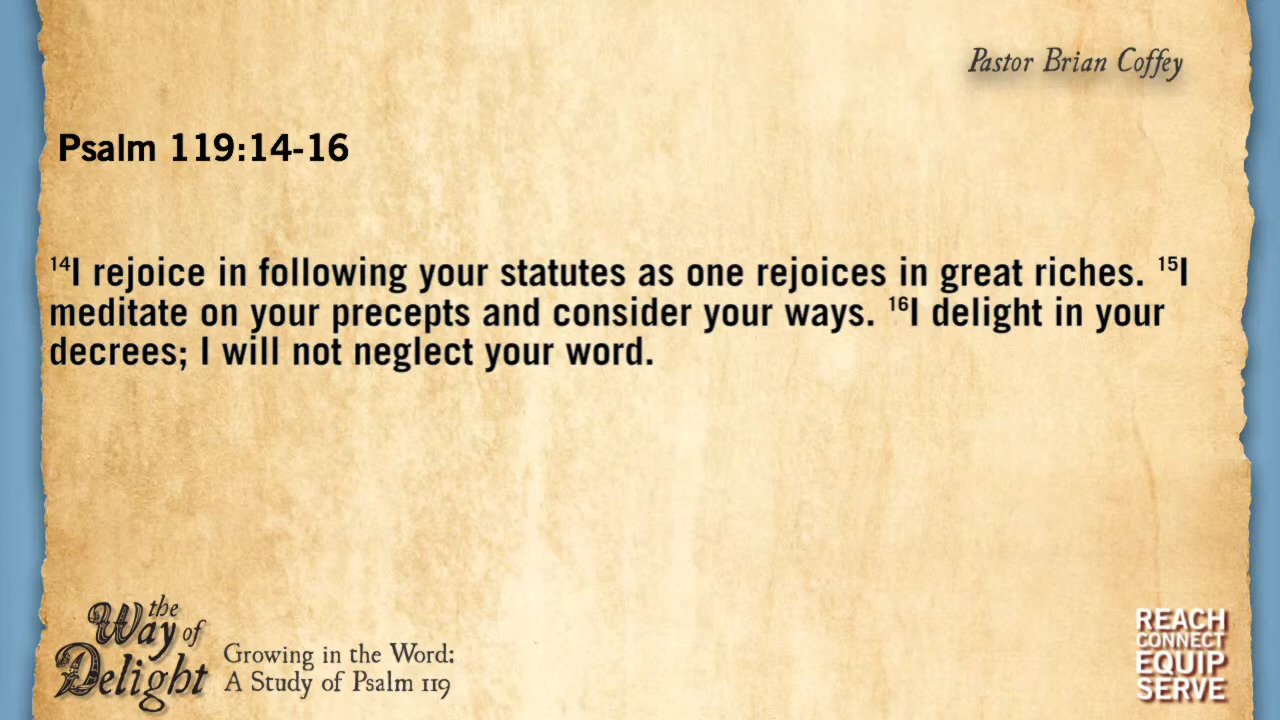 Pastor Brian Coffey
Psalm 119:14-16
¹⁴I rejoice in following your statutes as one rejoices in great riches. ¹⁵I
meditate on your precepts and consider your ways. ¹⁶I delight in your
decrees; I will not neglect your word.
the
Way of
Delight
Growing in the Word:
A Study of Psalm 119
REACH
CONNECT
EQUIP
SERVE